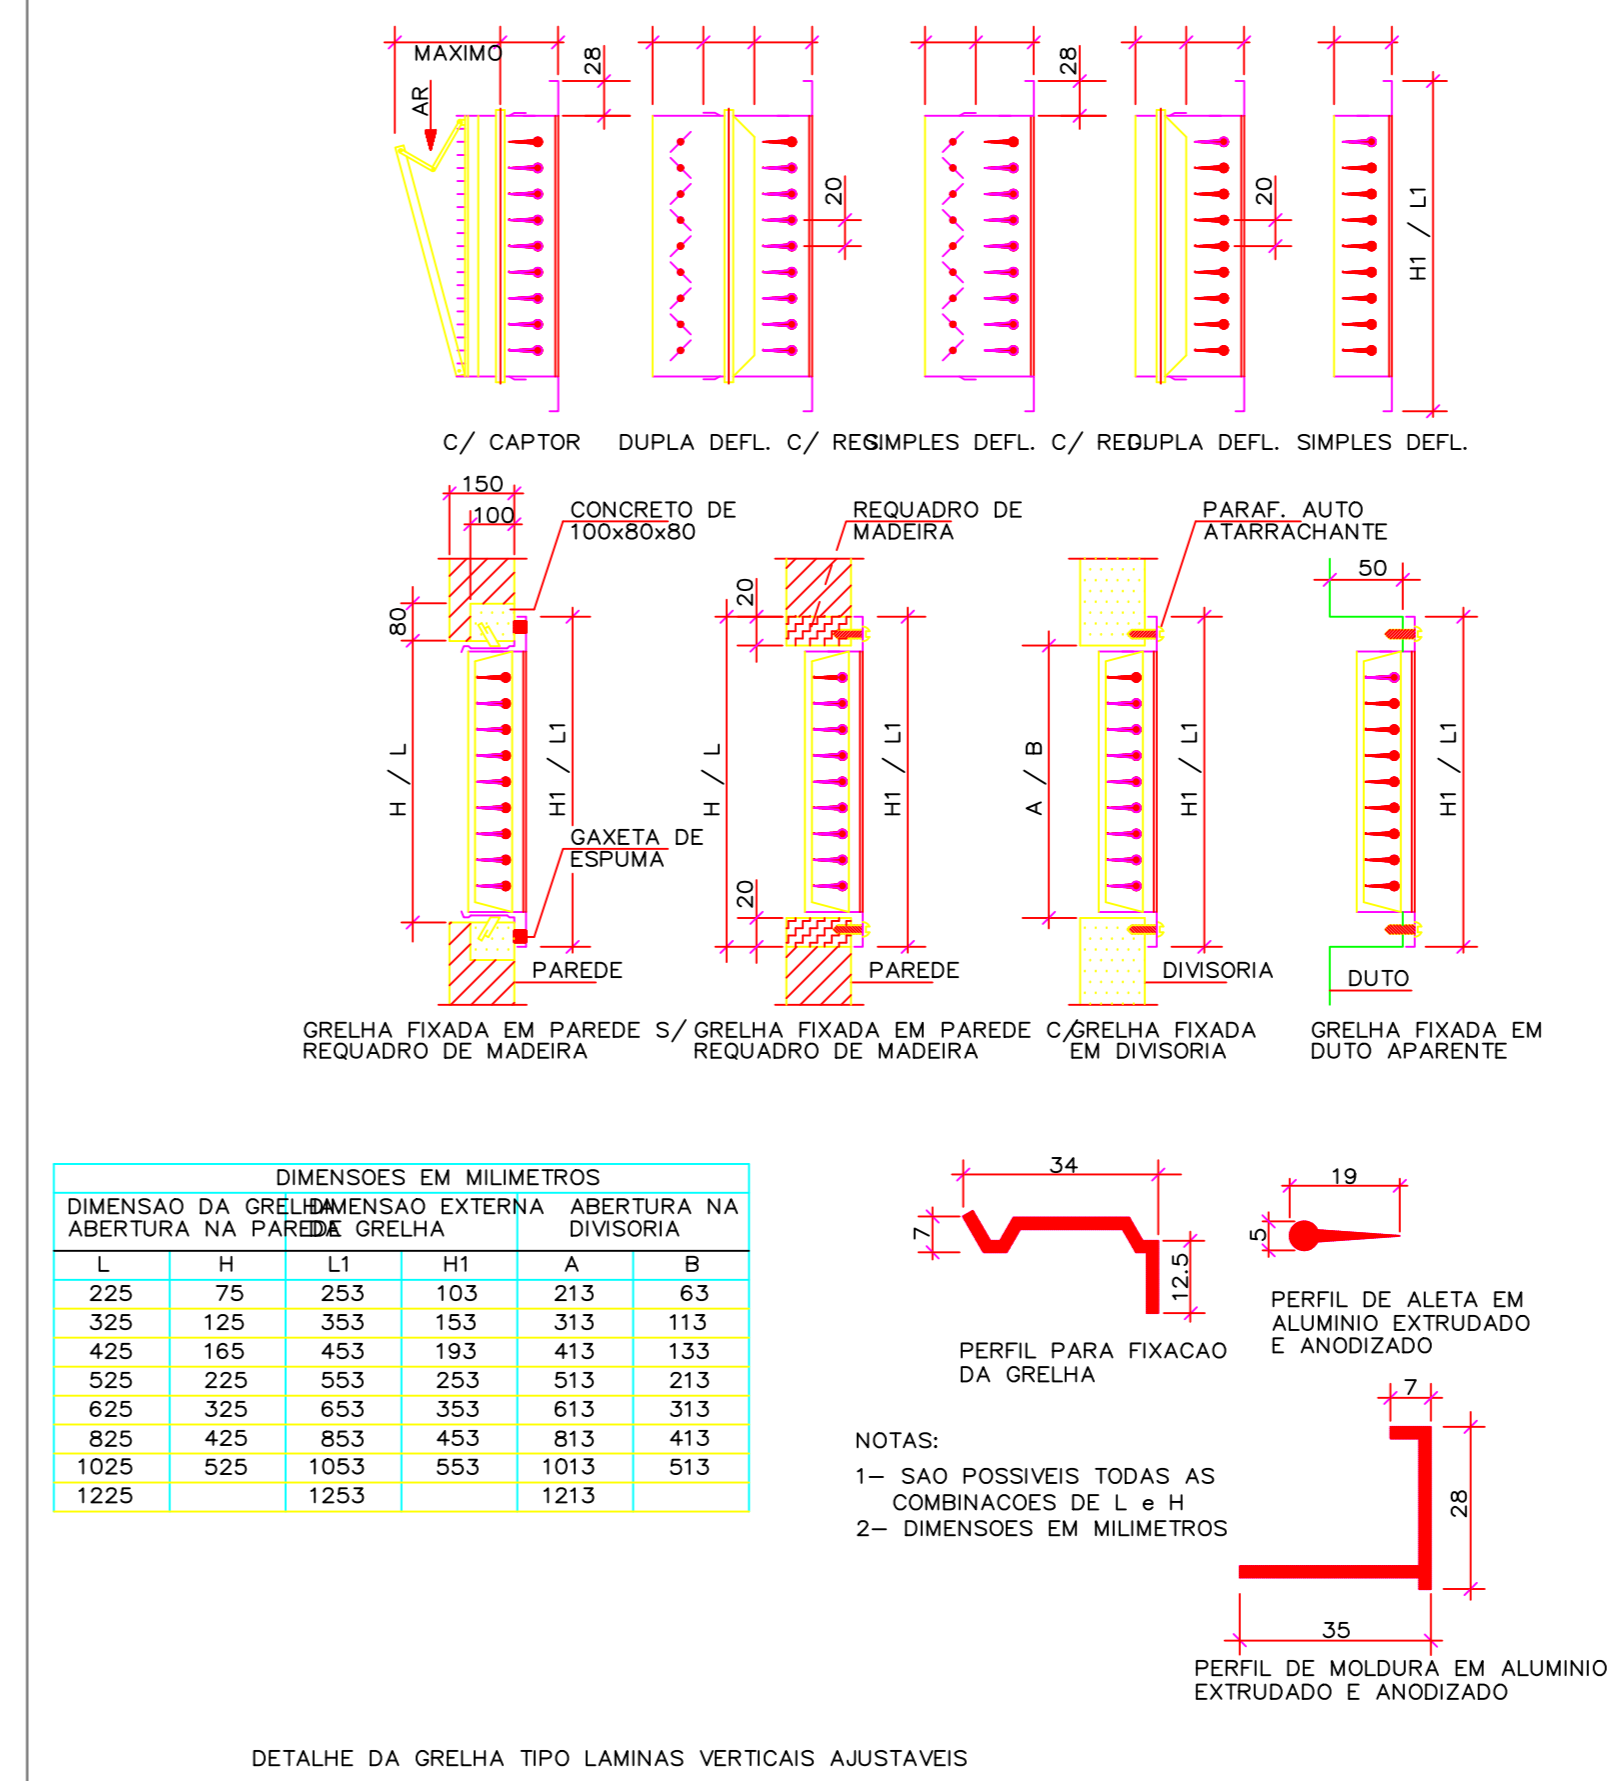 MAXIMO
28
28
AR
20
20
H1 / L1
C/ CAPTOR
DUPLA DEFL. C/ REG.
SIMPLES DEFL. C/ REG.
DUPLA DEFL.
SIMPLES DEFL.
150
100
CONCRETO DE
100x80x80
REQUADRO DE
MADEIRA
PARAF. AUTO
ATARRACHANTE
50
80
20
H / L
H1 / L1
H / L
H1 / L1
A / B
H1 / L1
H1 / L1
GAXETA DE
ESPUMA
20
PAREDE
PAREDE
DIVISORIA
DUTO
GRELHA FIXADA EM PAREDE S/
REQUADRO DE MADEIRA
GRELHA FIXADA EM PAREDE C/
REQUADRO DE MADEIRA
GRELHA FIXADA
EM DIVISORIA
GRELHA FIXADA EM
DUTO APARENTE
DIMENSOES EM MILIMETROS
DIMENSAO DA GRELHA
ABERTURA NA PAREDE
DIMENSAO EXTERNA
DA GRELHA
ABERTURA NA
DIVISORIA
L H L1 H1 A B
225 75 253 103 213 63
325 125 353 153 313 113
425 165 453 193 413 133
525 225 553 253 513 213
625 325 653 353 613 313
825 425 853 453 813 413
1025 525 1053 553 1013 513
1225 1253 1213
34
7
12.5
PERFIL PARA FIXACAO
DA GRELHA
19
5
PERFIL DE ALETA EM
ALUMINIO EXTRUDADO
E ANODIZADO
NOTAS:
1- SAO POSSIVEIS TODAS AS
COMBINACOES DE L e H
2- DIMENSOES EM MILIMETROS
7
28
35
PERFIL DE MOLDURA EM ALUMINIO
EXTRUDADO E ANODIZADO
DETALHE DA GRELHA TIPO LAMINAS VERTICAIS AJUSTAVEIS